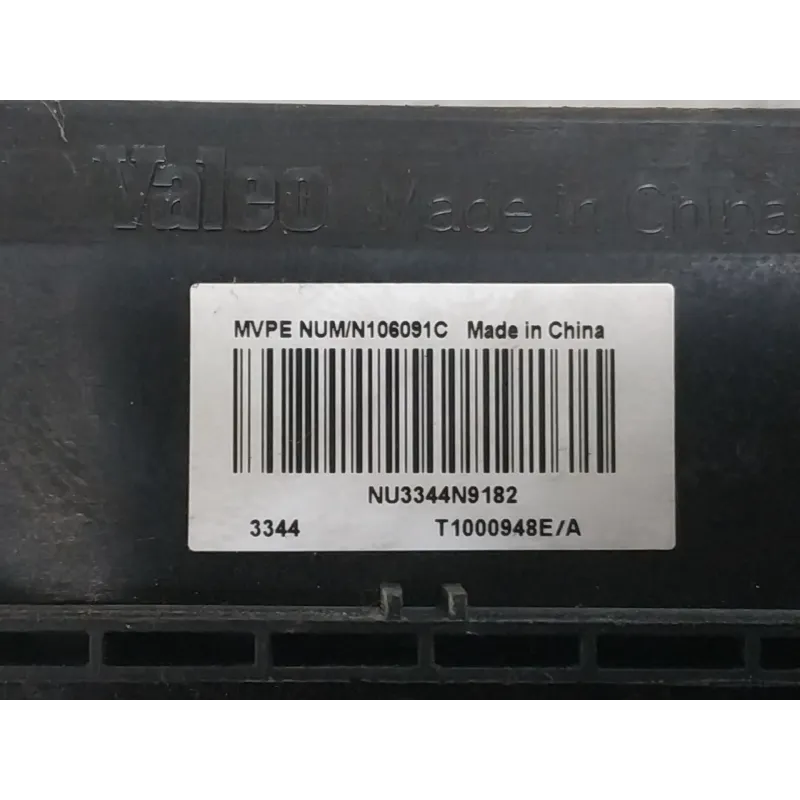 Valeo Made in China
MVPE NUM/N106091C Made in China
NU3344N9182
3344 T1000948E/A